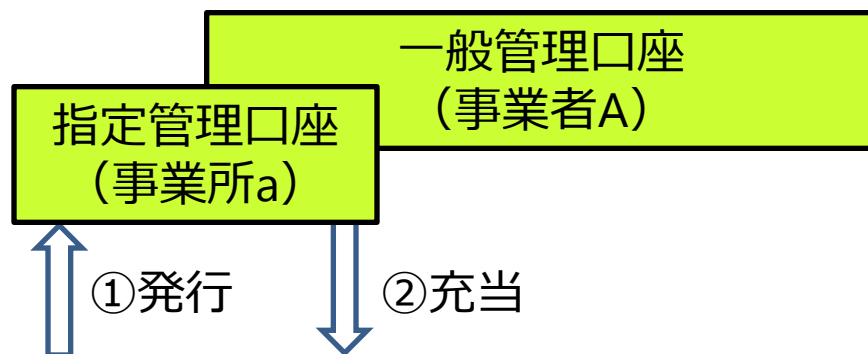 一般管理口座
（事業者A）
指定管理口座
（事業所a）
①発行
②充当